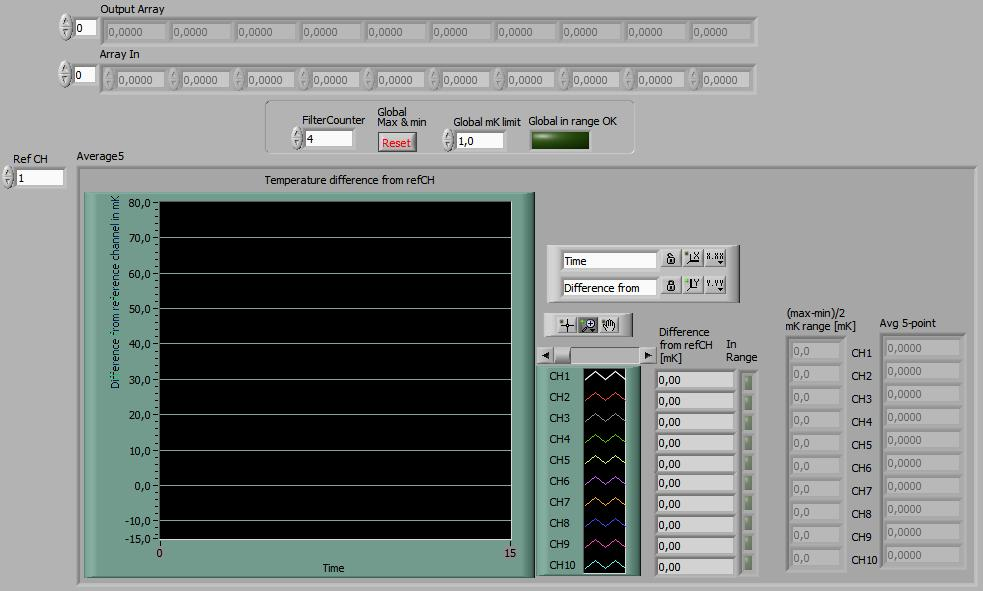 Output Array
0 0,0000 0,0000 0,0000 0,0000 0,0000 0,0000 0,0000 0,0000 0,0000 0,0000
Array In
0 0,0000 0,0000 0,0000 0,0000 0,0000 0,0000 0,0000 0,0000 0,0000 0,0000
FilterCounter
4
Global
Max & min
Reset
Global mK limit
1,0
Global in range OK
Ref CH
1
Average5
Temperature difference from refCH
Difference from reference channel in mK
80,0
70,0
60,0
50,0
40,0
30,0
20,0
10,0
0,0
-10,0
-15,0
0 15
Time
Time X X.XX
Difference from Y Y.YY
Difference
from refCH
[mK]
In
Range
CH1 0,00
CH2 0,00
CH3 0,00
CH4 0,00
CH5 0,00
CH6 0,00
CH7 0,00
CH8 0,00
CH9 0,00
CH10 0,00
(max-min)/2
mK range [mK]
Avg 5-point
0,0 CH1 0,0000
0,0 CH2 0,0000
0,0 CH3 0,0000
0,0 CH4 0,0000
0,0 CH5 0,0000
0,0 CH6 0,0000
0,0 CH7 0,0000
0,0 CH8 0,0000
0,0 CH9 0,0000
0,0 CH10 0,0000